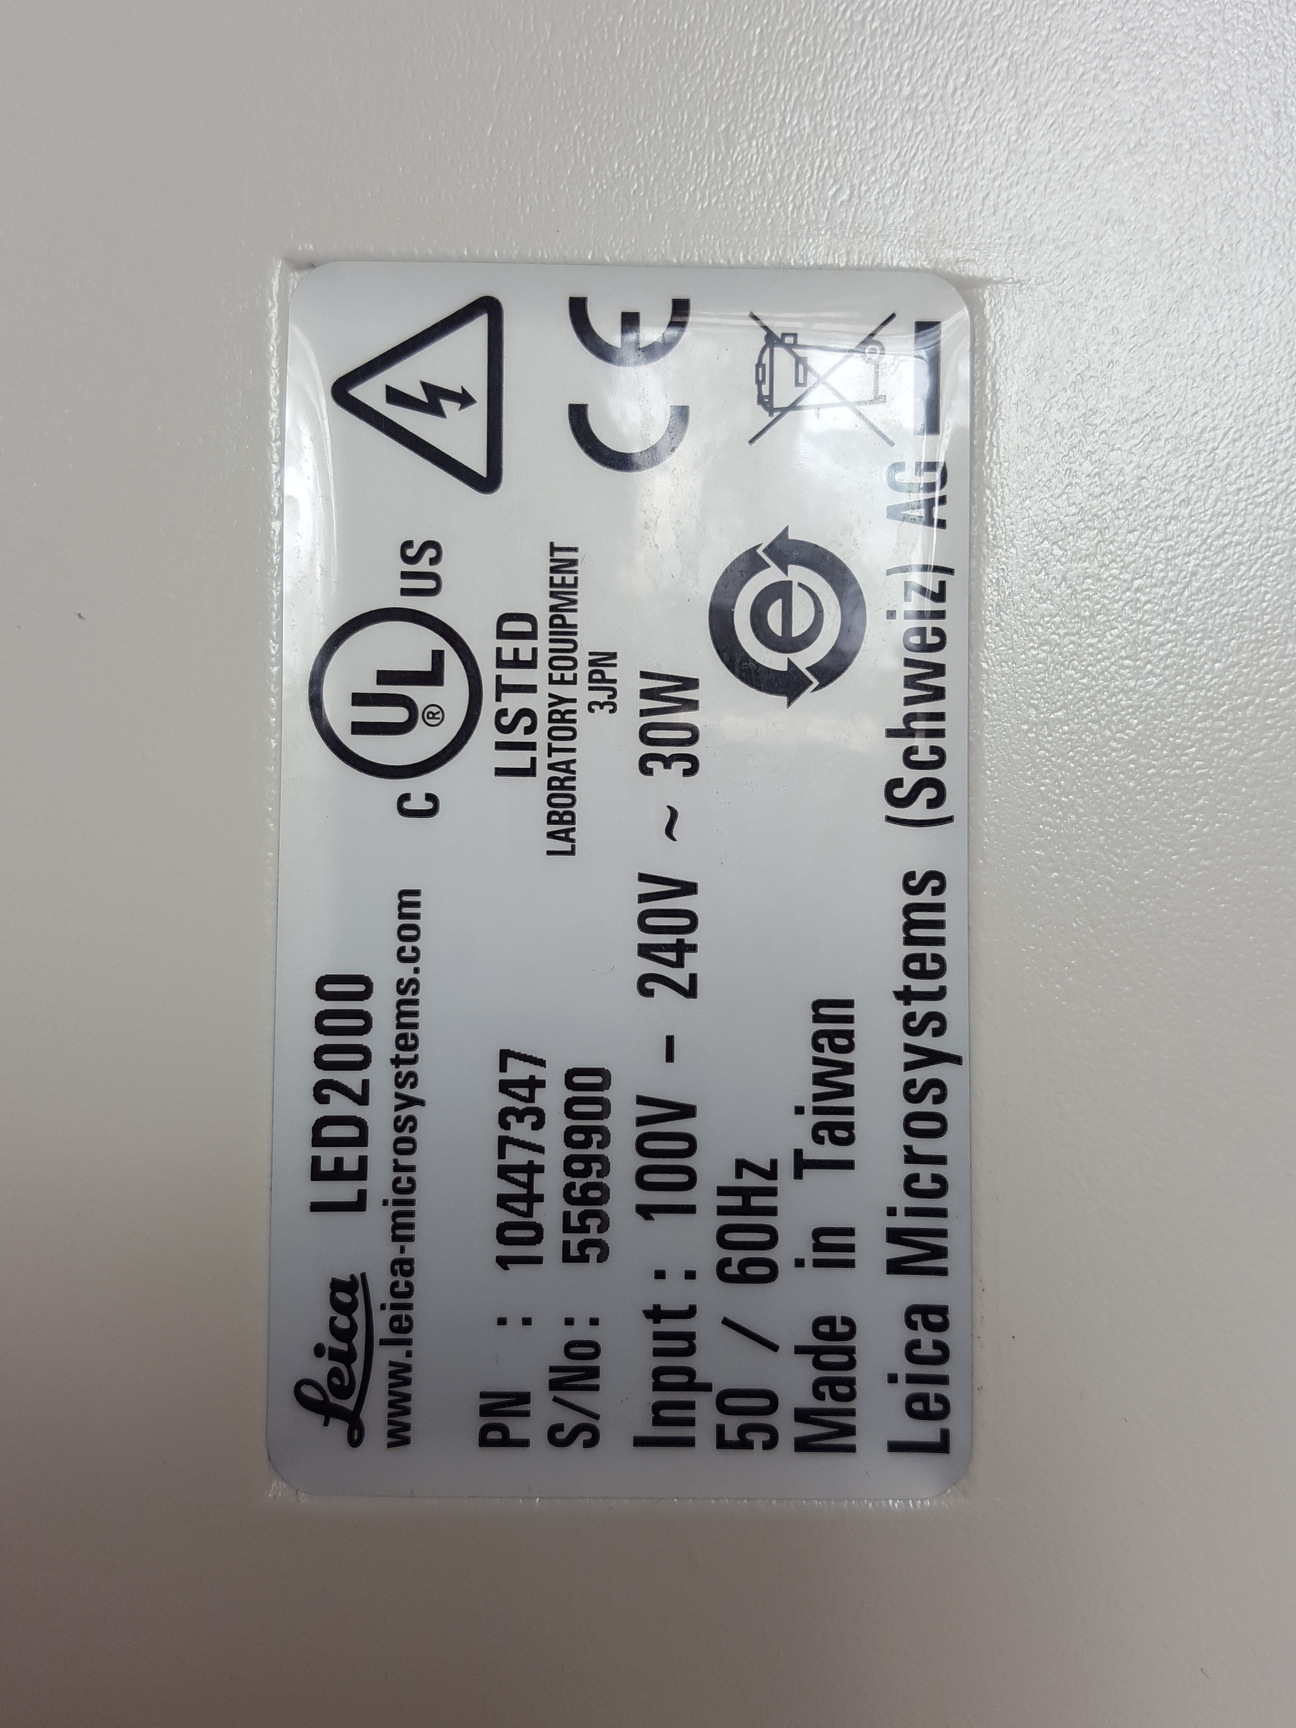 Leica LED2000
www.leica-microsystems.com
C UL® US
LISTED
LABORATORY EQUIPMENT
3JPN
PN : 10447347
S/No: 5569900
Input: 100V - 240V ~ 30W
50 / 60Hz
Made in Taiwan
e
CE
Leica Microsystems (Schweiz) AG